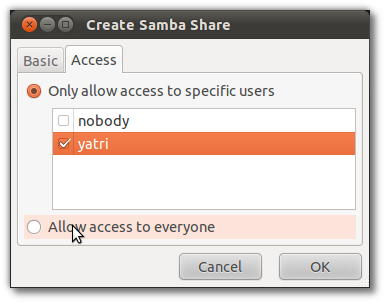 Create Samba Share
Basic Access
Only allow access to specific users
nobody
yatri
Allow access to everyone
Cancel OK